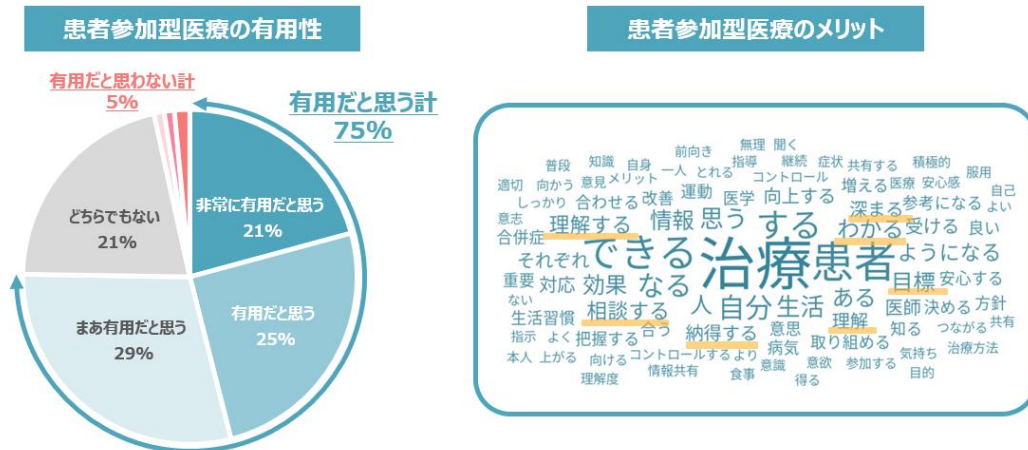 患者参加型医療の有用性
有用だと思わない計
5%
有用だと思う計
75%
非常に有用だと思う
21%
有用だと思う
25%
まあ有用だと思う
29%
どちらでもない
21%
患者参加型医療のメリット
無理 聞く
前向き
普段 知識 自身 一人 とれる 指導 継続 症状 共有する 積極的
適切 向かう 意見 メリット コントロール 服用
しっかり 合わせる 改善 運動 医学 向上する 増える 医療 安心感 自己
意志 理解する 情報 思う する 深まる 参考になる よい
合併症 できる 治療 患者 わかる 受ける 良い
それぞれ ようになる
重要 対応 効果 なる 目標 安心する
ない 相談する 人 自分 生活 ある 医師 決める 方針
生活習慣 合う 納得する 意思 理解 知る つながる 共有
指示 よく 把握する 病気 取り組める
本人 上がる 向ける コントロールする より 意識 意欲 参加する 気持ち 治療方法
理解度 情報共有 食事 得る 目的